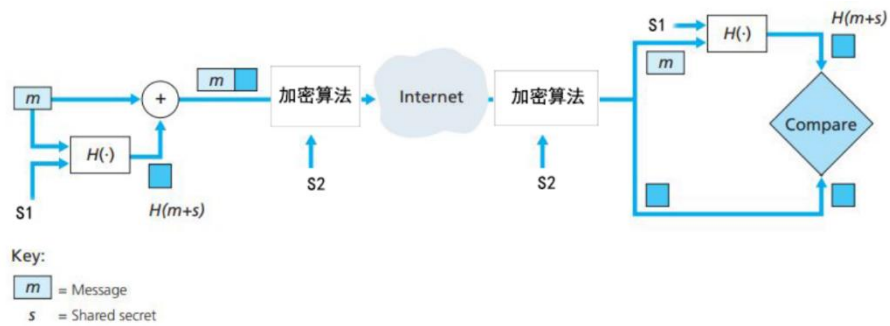 S1
H(·)
H(m+s)
m
m
+
m
加密算法
Internet
加密算法
H(·)
Compare
S1
H(m+s)
S2
S2
Key:
m = Message
s = Shared secret